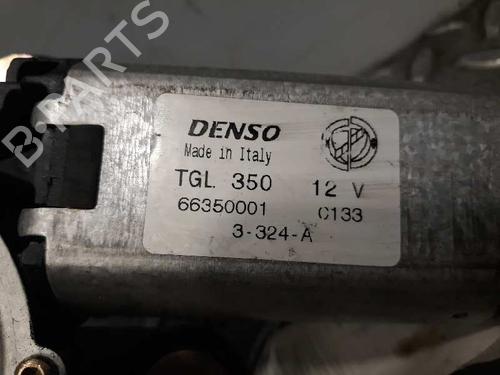 DENSO
Made in Italy
TGL 350 12 V
66350001 C133
3-324-A
B-PARTS